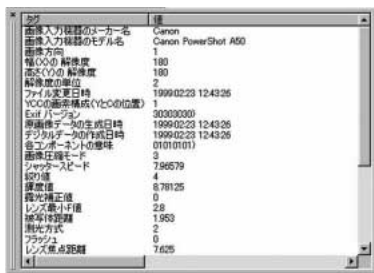 タグ 値
画像入力機器のメーカー名 Canon
画像入力機器のモデル名 Canon PowerShot A50
画像方向 1
幅(X)の 解像度 180
高さ(Y)の 解像度 180
解像度の単位 2
ファイル変更日時 1999:02:23 12:43:26
YCCの画素構成(YとCの位置) 1
Exif バージョン 30303030)
原画像データの生成日時 1999:02:23 12:43:26
デジタルデータの作成日時 1999:02:23 12:43:26
各コンポーネントの意味 01010101)
画像圧縮モード 3
シャッタースピード 7.96579
絞り値 4
輝度値 8.78125
露光補正値 0
レンズ最小F値 2.8
被写体距離 1.953
測光方式 2
フラッシュ 0
レンズ焦点距離 7.625